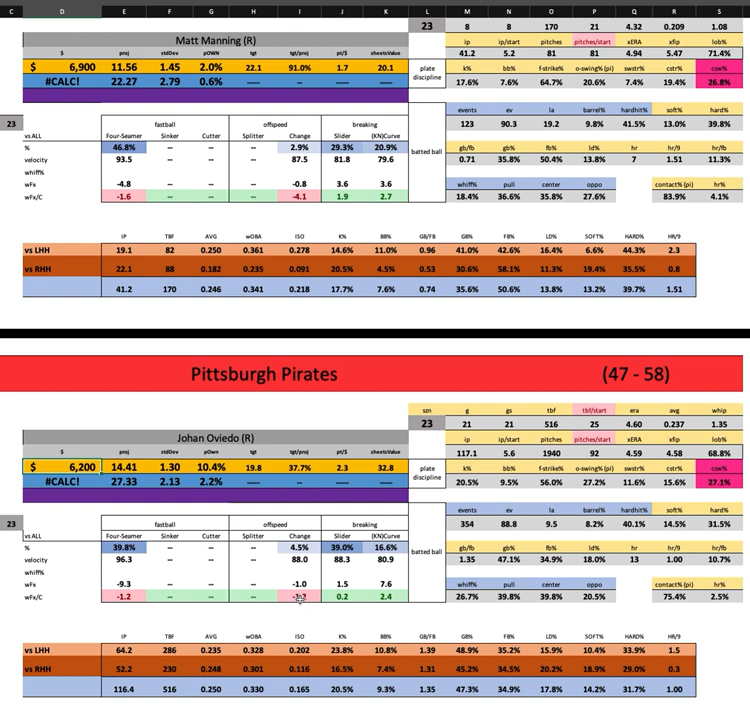 C D E F G H I J K L M N O P Q R S
23 8 8 170 21 4.32 0.209 1.08
Matt Manning (R) ip ip/start pitches pitches/start xERA xfip lob%
$ proj stdDev pOWN tgt tgt/proj pt/$ sheetsValue 41.2 5.2 81 81 4.94 5.47 71.4%
$ 6,900 11.56 1.45 2.0% 22.1 91.0% 1.7 20.1 plate discipline k% bb% f-strike% o-swing% (pi) swstr% cstr% csw%
#CALC! 22.27 2.79 0.6% ---- -- ---- 17.6% 7.6% 64.7% 20.6% 7.4% 19.4% 26.8%
events ev la barrel% hardhit% soft% hard%
23 fastball offspeed breaking 123 90.3 19.2 9.8% 41.5% 13.0% 39.8%
vs ALL Four-Seamer Sinker Cutter Splitter Change Slider (KN)Curve batted ball
% 46.8% -- -- -- 2.9% 29.3% 20.9% gb/fb gb% fb% ld% hr hr/9 hr/fb
velocity 93.5 -- -- -- 87.5 81.8 79.6 0.71 35.8% 50.4% 13.8% 7 1.51 11.3%
whiff%
wFx -4.8 -- -- -- -0.8 3.6 3.6 whiff% pull center oppo contact% (pi) hr%
wFx/C -1.6 -- -- -- -4.1 1.9 2.7 18.4% 36.6% 35.8% 27.6% 83.9% 4.1%
IP TBF AVG wOBA ISO K% BB% GB/FB GB% FB% LD% SOFT% HARD% HR/9
vs LHH 19.1 82 0.250 0.361 0.278 14.6% 11.0% 0.96 41.0% 42.6% 16.4% 6.6% 44.3% 2.3
vs RHH 22.1 88 0.182 0.235 0.091 20.5% 4.5% 0.53 30.6% 58.1% 11.3% 19.4% 35.5% 0.8
41.2 170 0.246 0.341 0.218 17.7% 7.6% 0.74 35.6% 50.6% 13.8% 13.2% 39.7% 1.51
Pittsburgh Pirates (47 - 58)
szn g gs tbf tbf/start era avg whip
23 21 21 516 25 4.60 0.237 1.35
Johan Oviedo (R) ip ip/start pitches pitches/start xERA xfip lob%
$ proj stdDev pOwn tgt tgt/proj pt/$ sheetsValue 117.1 5.6 1940 92 4.59 4.58 68.8%
$ 6,200 14.41 1.30 10.4% 19.8 37.7% 2.3 32.8 plate discipline k% bb% f-strike% o-swing% (pi) swstr% cstr% csw%
#CALC! 27.33 2.13 2.2% ---- -- ---- 20.5% 9.5% 56.0% 27.2% 11.6% 15.6% 27.1%
events ev la barrel% hardhit% soft% hard%
23 fastball offspeed breaking 354 88.8 9.5 8.2% 40.1% 14.5% 31.5%
vs ALL Four-Seamer Sinker Cutter Splitter Change Slider (KN)Curve batted ball
% 39.8% -- -- -- 4.5% 39.0% 16.6% gb/fb gb% fb% ld% hr hr/9 hr/fb
velocity 96.3 -- -- -- 88.0 88.3 80.9 1.35 47.1% 34.9% 18.0% 13 1.00 10.7%
whiff%
wFx -9.3 -- -- -- -1.0 1.5 7.6 whiff% pull center oppo contact% (pi) hr%
wFx/C -1.2 -- -- -- 0.2 2.4 26.7% 39.8% 39.8% 20.5% 75.4% 2.5%
IP TBF AVG wOBA ISO K% BB% GB/FB GB% FB% LD% SOFT% HARD% HR/9
vs LHH 64.2 286 0.235 0.328 0.202 23.8% 10.8% 1.39 48.9% 35.2% 15.9% 10.4% 33.9% 1.5
vs RHH 52.2 230 0.248 0.301 0.116 16.5% 7.4% 1.31 45.2% 34.5% 20.2% 18.9% 29.0% 0.3
116.4 516 0.250 0.330 0.165 20.5% 9.3% 1.35 47.3% 34.9% 17.8% 14.2% 31.7% 1.00